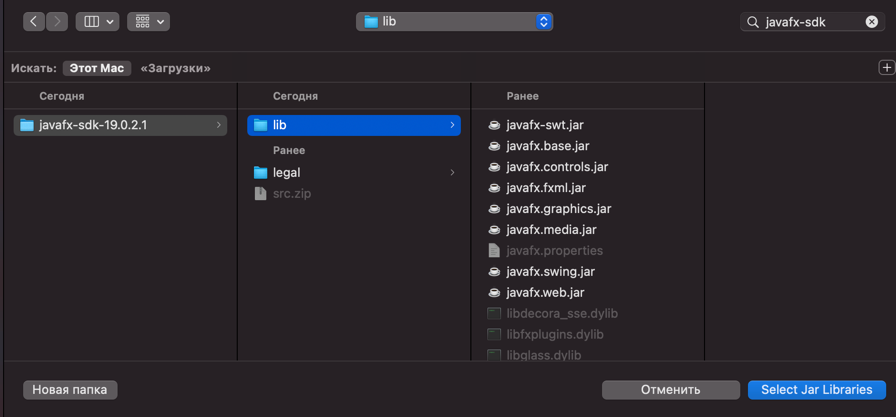 lib
javafx-sdk
Искать: Этот Mac «Загрузки»
Сегодня
javafx-sdk-19.0.2.1
Сегодня
lib
Ранее
legal
src.zip
Ранее
javafx-swt.jar
javafx.base.jar
javafx.controls.jar
javafx.fxml.jar
javafx.graphics.jar
javafx.media.jar
javafx.properties
javafx.swing.jar
javafx.web.jar
libdecora_sse.dylib
libfxplugins.dylib
libglass.dylib
Новая папка
Отменить
Select Jar Libraries